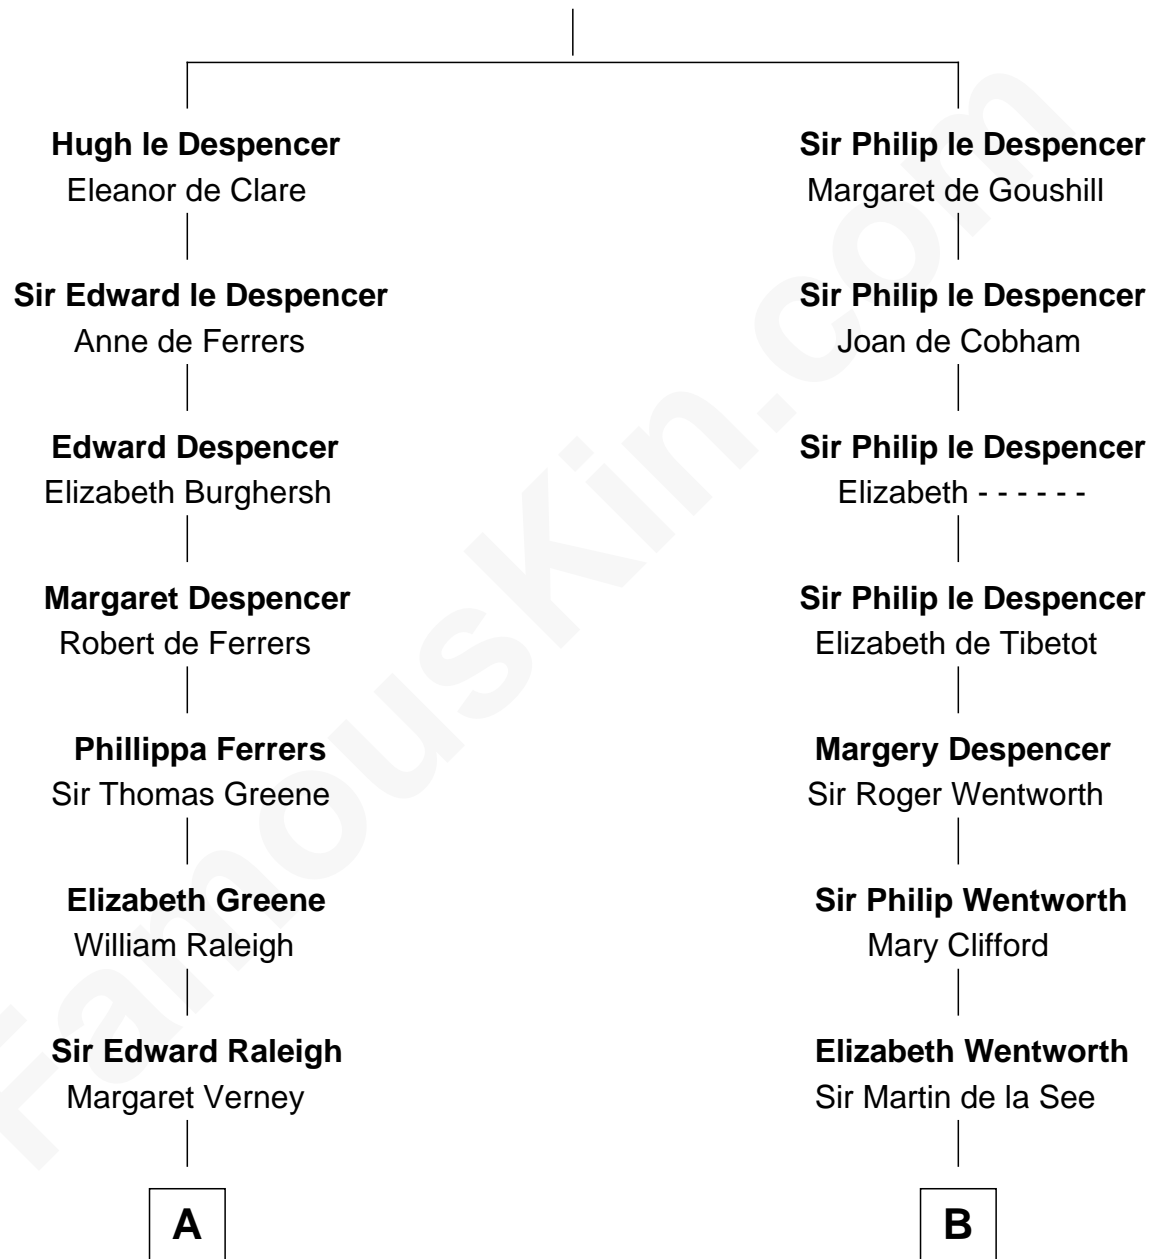 Hugh le Despencer
Eleanor de Clare
Sir Edward le Despencer
Anne de Ferrers
Edward Despencer
Elizabeth Burghersh
Margaret Despencer
Robert de Ferrers
Phillippa Ferrers
Sir Thomas Greene
Elizabeth Greene
William Raleigh
Sir Edward Raleigh
Margaret Verney
A
Sir Philip le Despencer
Margaret de Goushill
Sir Philip le Despencer
Joan de Cobham
Sir Philip le Despencer
Elizabeth - - - - - -
Sir Philip le Despencer
Elizabeth de Tibetot
Margery Despencer
Sir Roger Wentworth
Sir Philip Wentworth
Mary Clifford
Elizabeth Wentworth
Sir Martin de la See
B
FamousKin.com